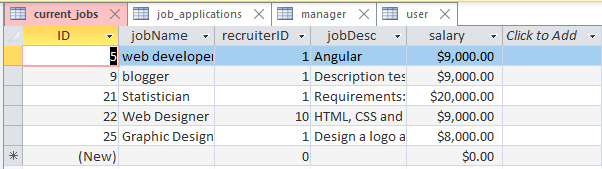 current_jobs job_applications manager user
ID jobName recruiterID jobDesc salary Click to Add
5 web developer 1 Angular $9,000.00
9 blogger 1 Description tes $9,000.00
21 Statistician 1 Requirements: $20,000.00
22 Web Designer 10 HTML, CSS and $9,000.00
25 Graphic Design 1 Design a logo a $8,000.00
(New) 0 $0.00